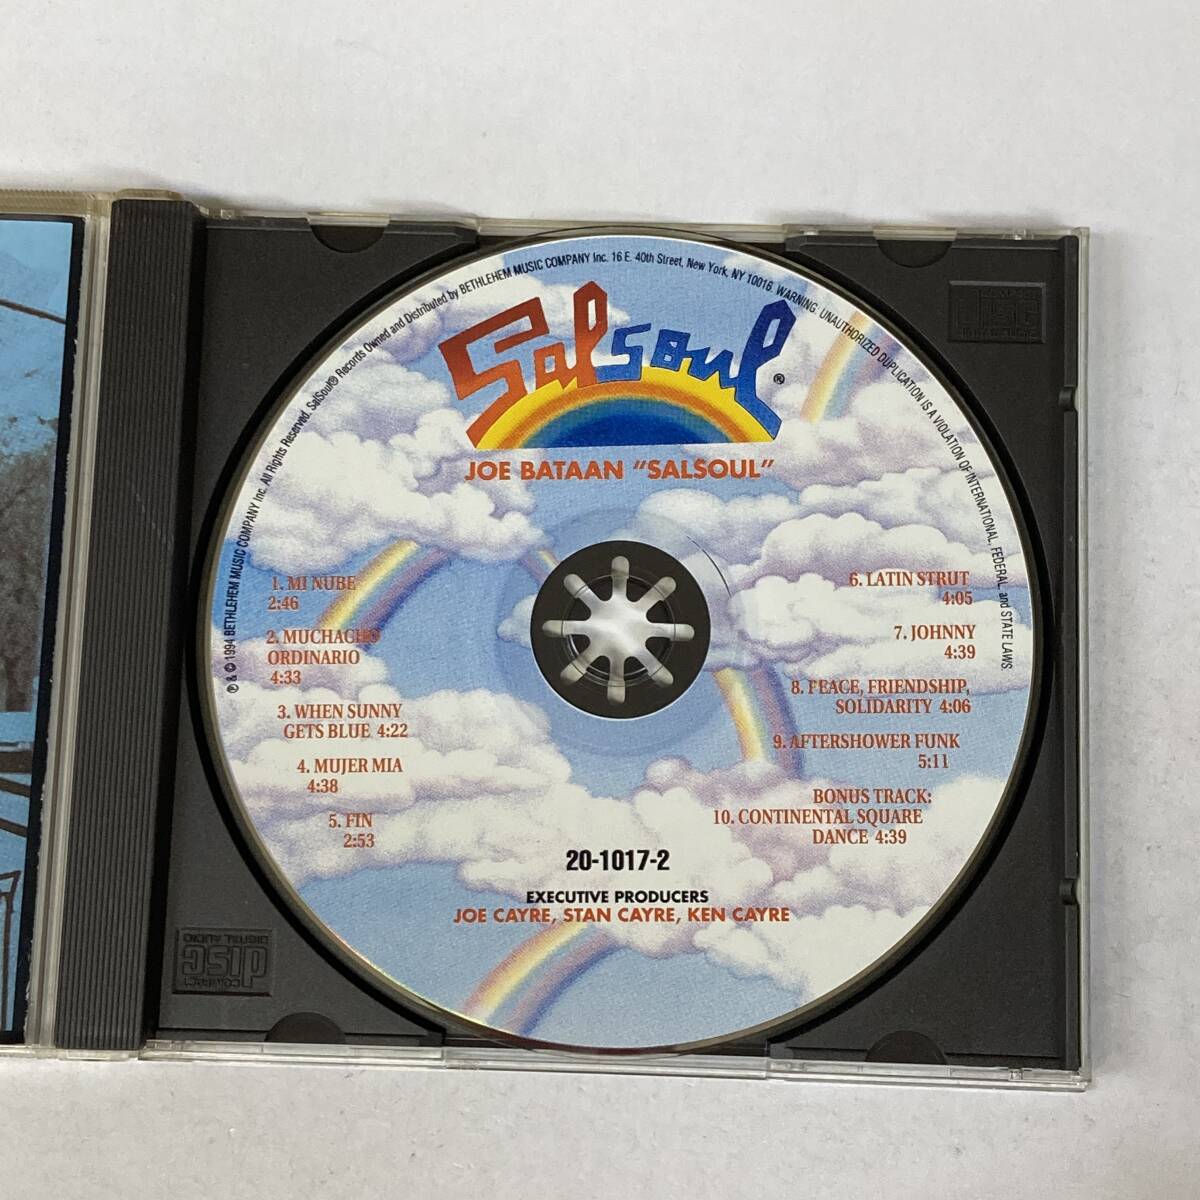 ℗ & © 1994 BETHLEHEM MUSIC COMPANY Inc. All Rights Reserved. SalSoul® Records Owned and Distributed by BETHLEHEM MUSIC COMPANY Inc. 16 E. 40th Street, New York, NY 10016. WARNING. UNAUTHORIZED DUPLICATION IS A VIOLATION OF INTERNATIONAL, FEDERAL, and STATE LAWS.
Salsoul®
JOE BATAAN "SALSOUL"
1. MI NUBE
2:46
2. MUCHACHO
ORDINARIO
4:33
3. WHEN SUNNY
GETS BLUE 4:22
4. MUJER MIA
4:38
5. FIN
2:53
6. LATIN STRUT
4:05
7. JOHNNY
4:39
8. PEACE, FRIENDSHIP,
SOLIDARITY 4:06
9. AFTERSHOWER FUNK
5:11
BONUS TRACK:
10. CONTINENTAL SQUARE
DANCE 4:39
20-1017-2
EXECUTIVE PRODUCERS
JOE CAYRE, STAN CAYRE, KEN CAYRE
COMPACT
disc
DIGITAL AUDIO